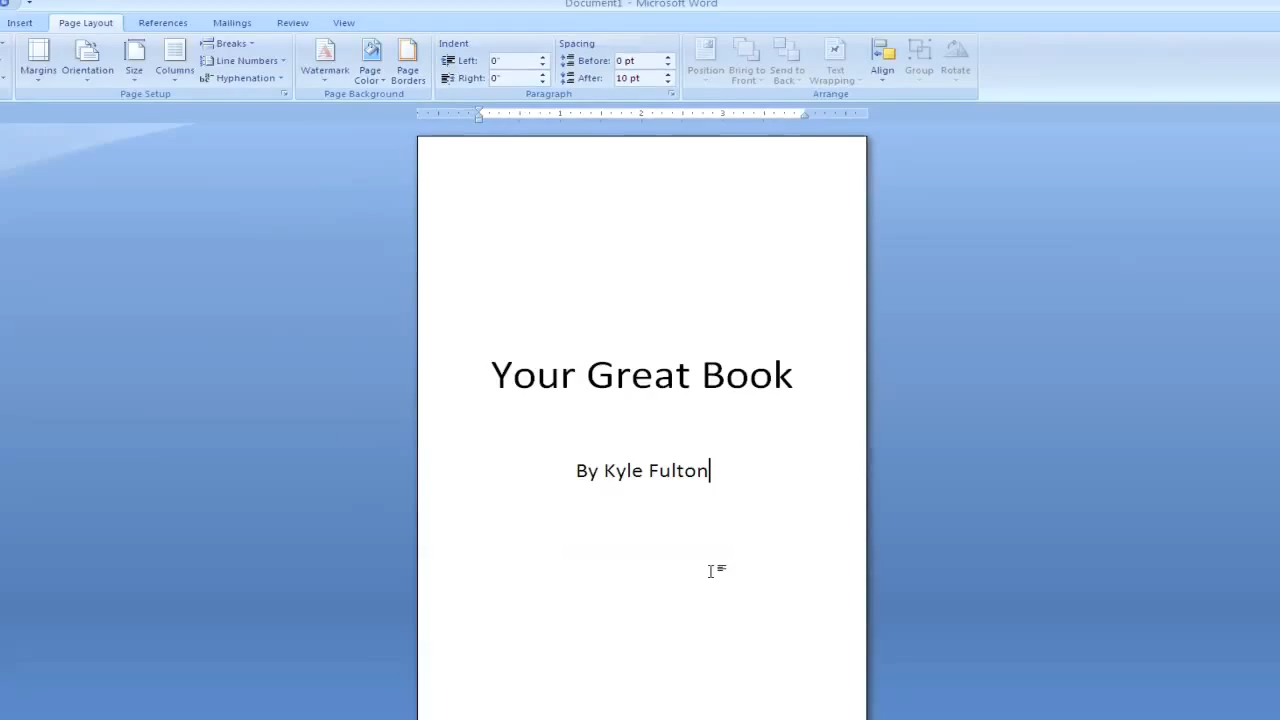 Document1 - Microsoft Word
Insert Page Layout References Mailings Review View
Margins Orientation Size Columns Breaks Line Numbers Hyphenation Watermark Page Color Page Borders Indent Left: 0" Right: 0" Spacing Before: 0 pt After: 10 pt Position Bring to Front Send to Back Text Wrapping Align Group Rotate
Page Setup Page Background Paragraph Arrange
1 2 3
Your Great Book
By Kyle Fulton